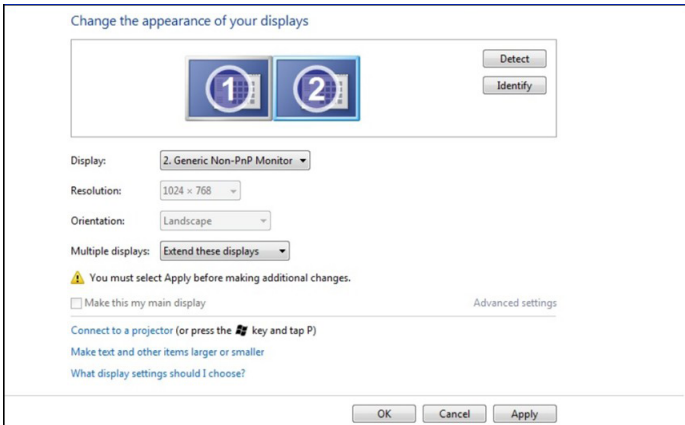 Change the appearance of your displays
1
2
Detect
Identify
Display: 2. Generic Non-PnP Monitor
Resolution: 1024 × 768
Orientation: Landscape
Multiple displays: Extend these displays
You must select Apply before making additional changes.
Make this my main display Advanced settings
Connect to a projector (or press the key and tap P)
Make text and other items larger or smaller
What display settings should I choose?
OK Cancel Apply